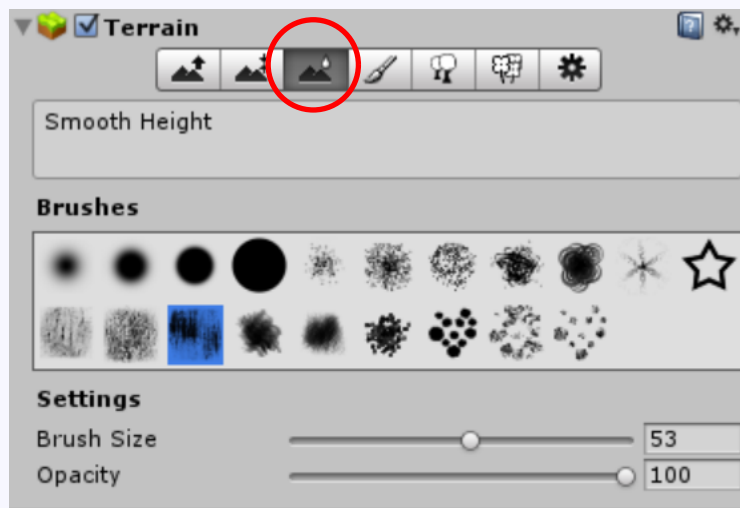 Terrain
Smooth Height
Brushes
Settings
Brush Size 53
Opacity 100